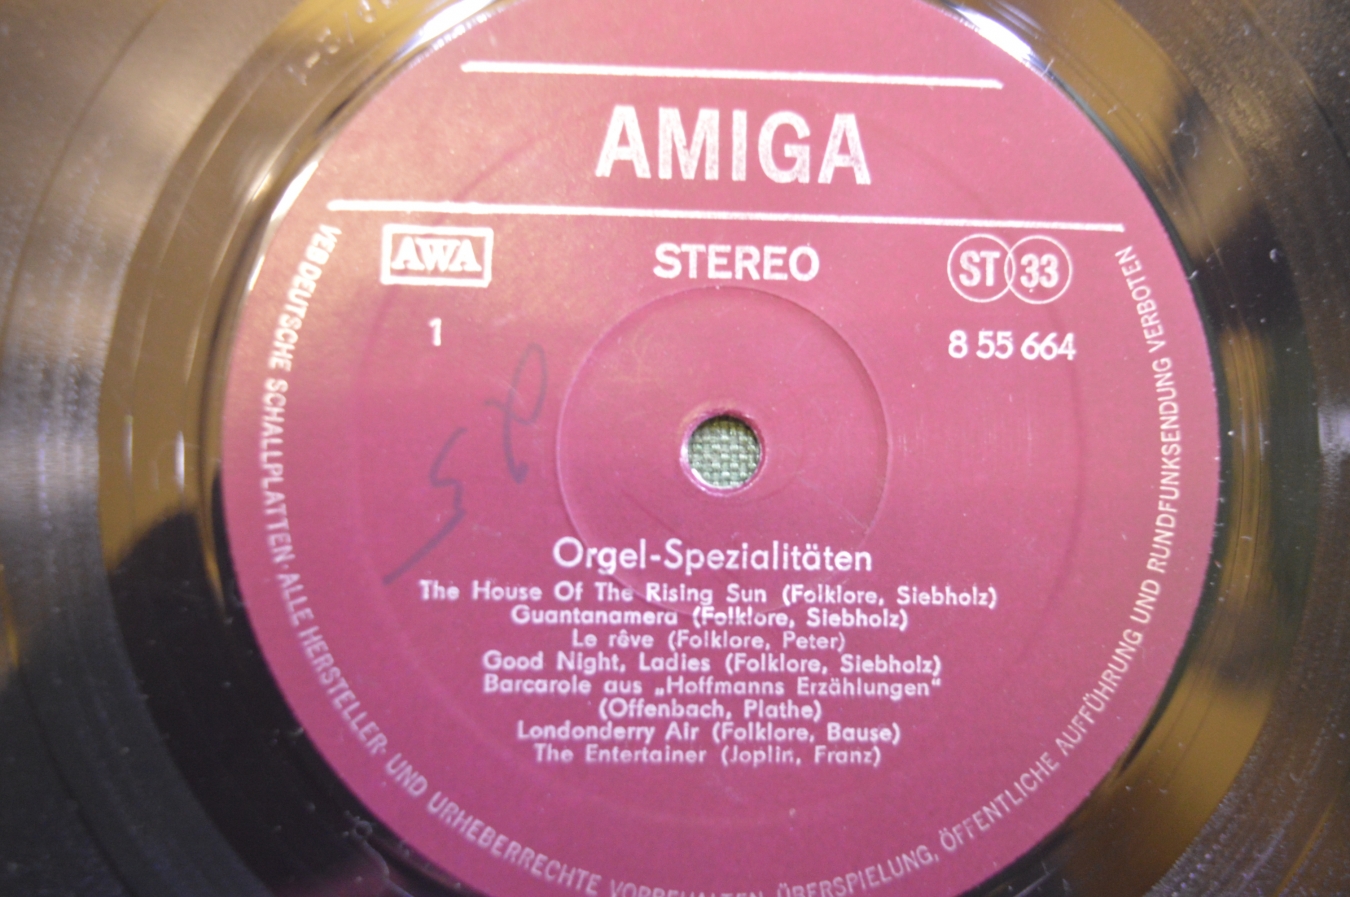 AMIGA
AWA
STEREO
ST 33
1
8 55 664
Orgel-Spezialitäten
The House Of The Rising Sun (Folklore, Siebholz)
Guantanamera (Folklore, Siebholz)
Le rêve (Folklore, Peter)
Good Night, Ladies (Folklore, Siebholz)
Barcarole aus „Hoffmanns Erzählungen“
(Offenbach, Plathe)
Londonderry Air (Folklore, Bause)
The Entertainer (Joplin, Franz)
VEB DEUTSCHE SCHALLPLATTEN · ALLE HERSTELLER- UND URHEBERRECHTE VORBEHALTEN ÜBERSPIELUNG, ÖFFENTLICHE AUFFÜHRUNG UND RUNDFUNKSENDUNG VERBOTEN